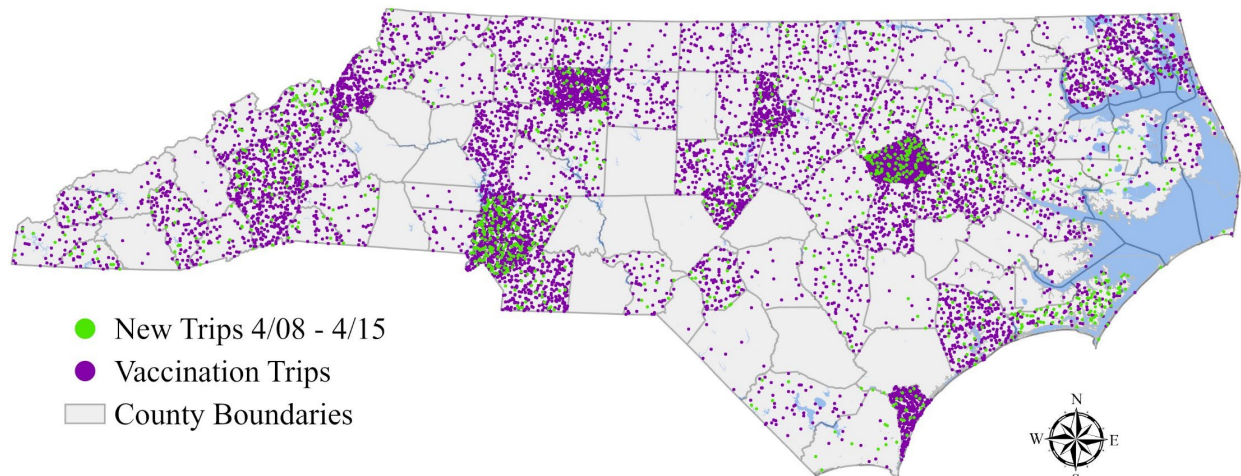 New Trips 4/08 - 4/15
Vaccination Trips
County Boundaries
N
W E